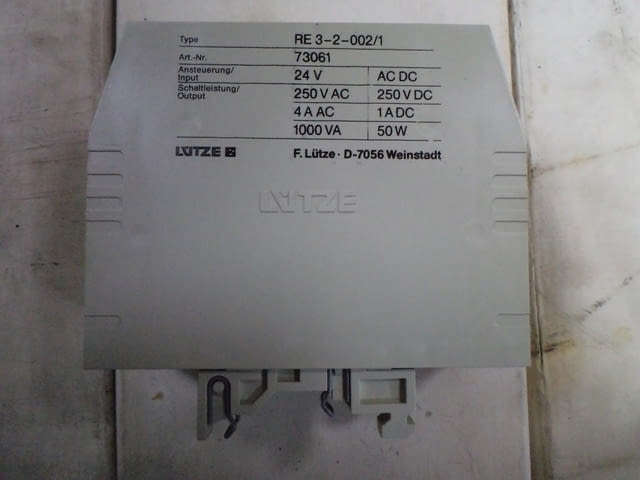 Type RE 3-2-002/1
Art.-Nr. 73061
Ansteuerung/
Input 24 V AC DC
Schaltleistung/
Output 250 V AC 250 V DC
4 A AC 1 A DC
1000 VA 50 W
LÜTZE F. Lütze · D-7056 Weinstadt
LÜTZE